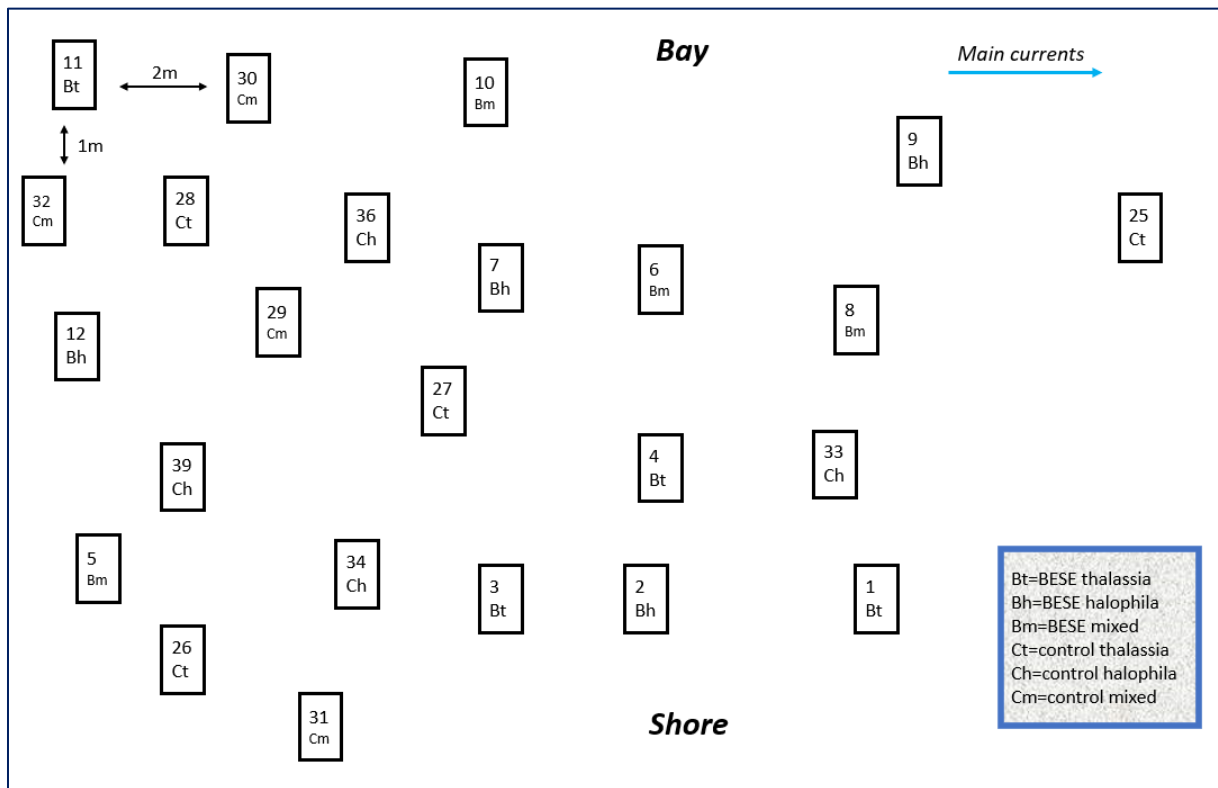 Bay
Main currents
11
Bt
2m
30
Cm
10
Bm
1m
9
Bh
32
Cm
28
Ct
36
Ch
25
Ct
7
Bh
6
Bm
8
Bm
29
Cm
12
Bh
27
Ct
39
Ch
4
Bt
33
Ch
5
Bm
34
Ch
3
Bt
2
Bh
1
Bt
26
Ct
31
Cm
Shore
Bt=BESE thalassia
Bh=BESE halophila
Bm=BESE mixed
Ct=control thalassia
Ch=control halophila
Cm=control mixed